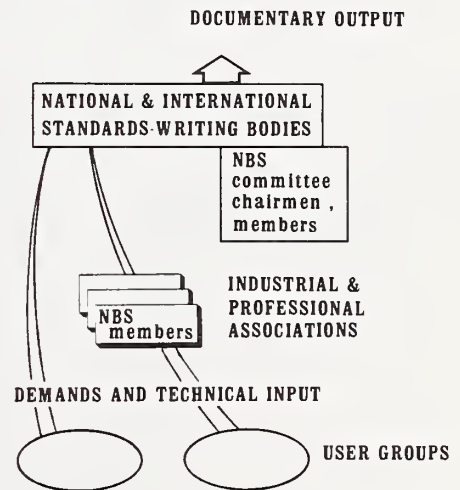 DOCUMENTARY OUTPUT
NATIONAL & INTERNATIONAL
STANDARDS-WRITING BODIES
NBS
committee
chairmen ,
members
INDUSTRIAL &
PROFESSIONAL
ASSOCIATIONS
NBS
members
DEMANDS AND TECHNICAL INPUT
USER GROUPS